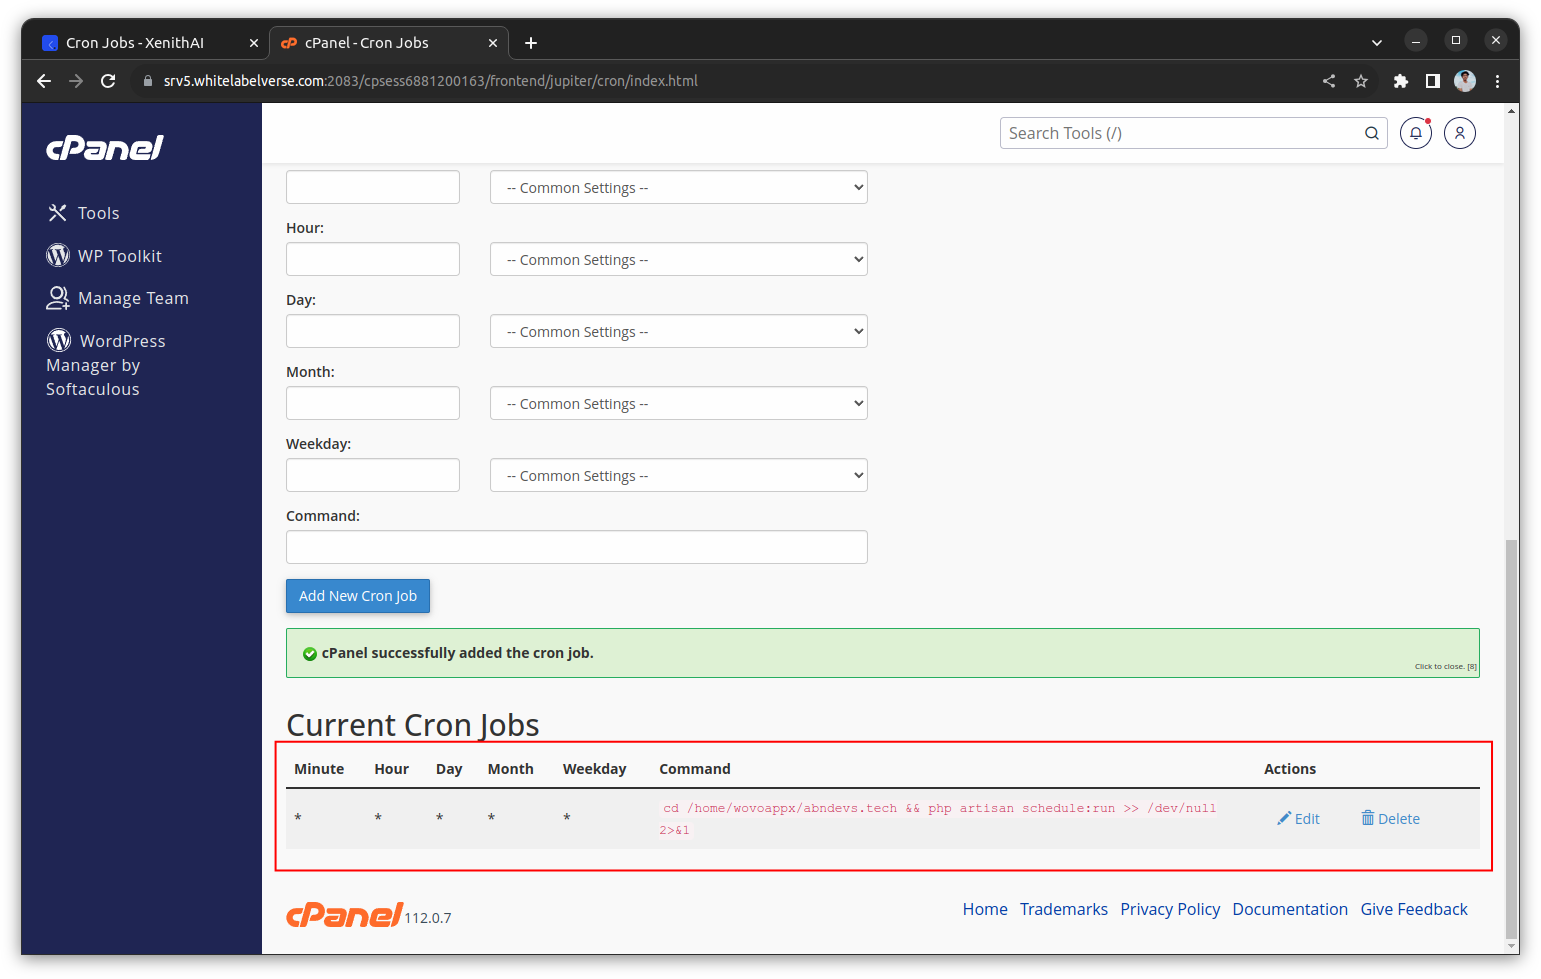 Cron Jobs - XenithAI
cPanel - Cron Jobs
srv5.whitelabelverse.com:2083/cpsess6881200163/frontend/jupiter/cron/index.html
cPanel
Search Tools (/)
Tools
WP Toolkit
Manage Team
WordPress
Manager by
Softaculous
-- Common Settings --
Hour:
-- Common Settings --
Day:
-- Common Settings --
Month:
-- Common Settings --
Weekday:
-- Common Settings --
Command:
Add New Cron Job
cPanel successfully added the cron job.
Click to close. [8]
Current Cron Jobs
Minute Hour Day Month Weekday Command Actions
* * * * * cd /home/wovoappx/abndevs.tech && php artisan schedule:run >> /dev/null
2>&1
Edit Delete
cPanel 112.0.7
Home Trademarks Privacy Policy Documentation Give Feedback